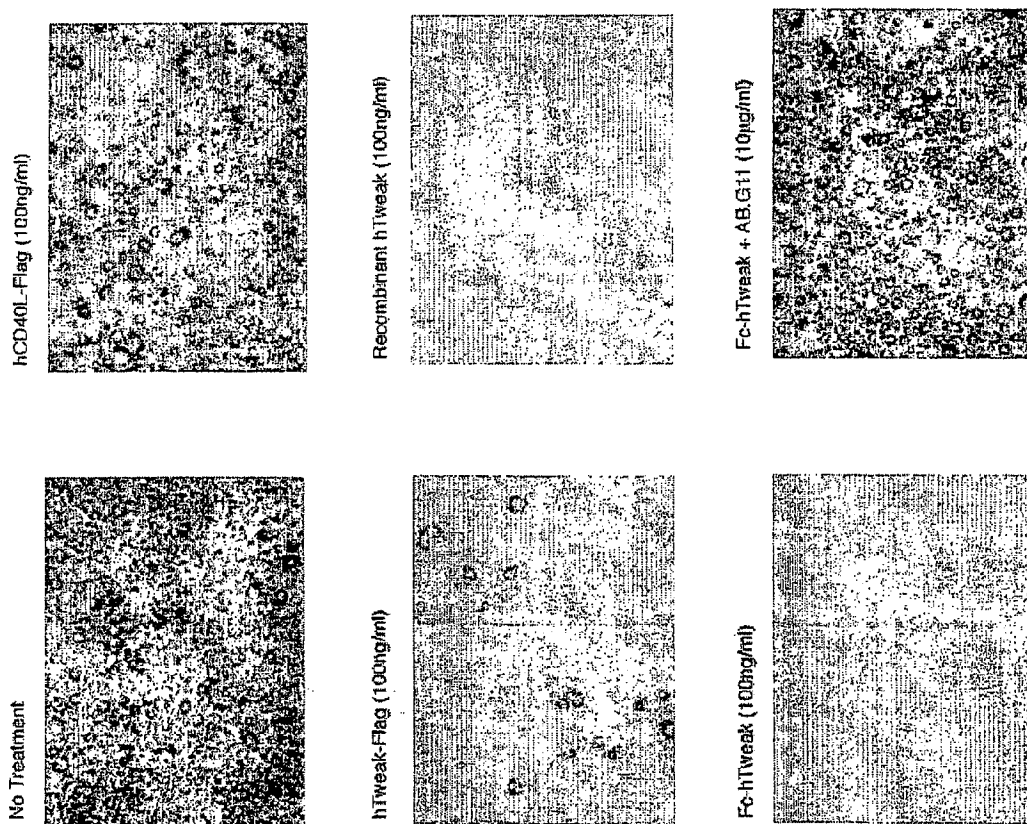 No Treatment
hCD40L-Flag (100ng/ml)
hTweak-Flag (100ng/ml)
Recombinant hTweak (100ng/ml)
Fc-hTweak (100ng/ml)
Fc-hTweak + AB.G11 (10µg/ml)